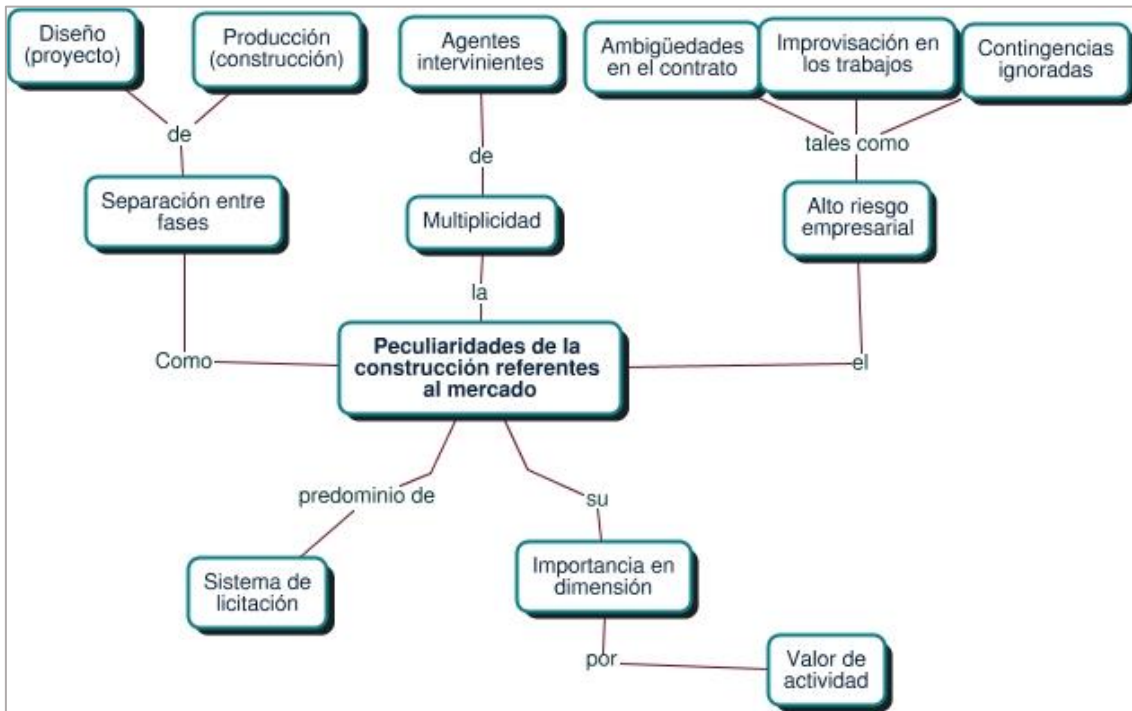 Diseño
(proyecto)
Producción
(construcción)
Agentes
intervinientes
Ambigüedades
en el contrato
Improvisación en
los trabajos
Contingencias
ignoradas
de
de
tales como
Separación entre
fases
Multiplicidad
Alto riesgo
empresarial
la
Como
Peculiaridades de la
construcción referentes
al mercado
el
predominio de
su
Sistema de
licitación
Importancia en
dimensión
por
Valor de
actividad